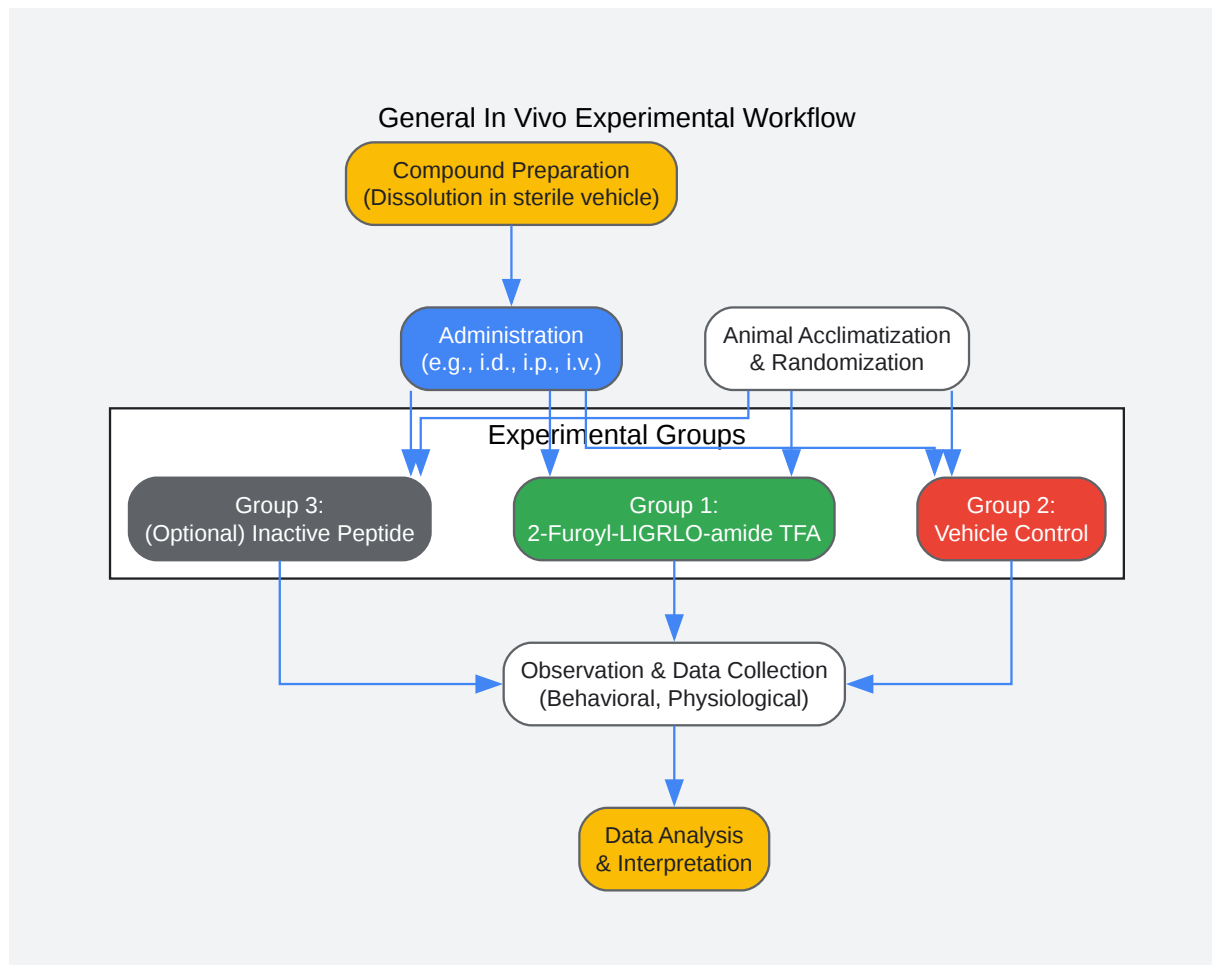 General In Vivo Experimental Workflow
Compound Preparation
(Dissolution in sterile vehicle)
Administration
(e.g., i.d., i.p., i.v.)
Animal Acclimatization
& Randomization
Experimental Groups
Group 3:
(Optional) Inactive Peptide
Group 1:
2-Furoyl-LIGRLO-amide TFA
Group 2:
Vehicle Control
Observation & Data Collection
(Behavioral, Physiological)
Data Analysis
& Interpretation